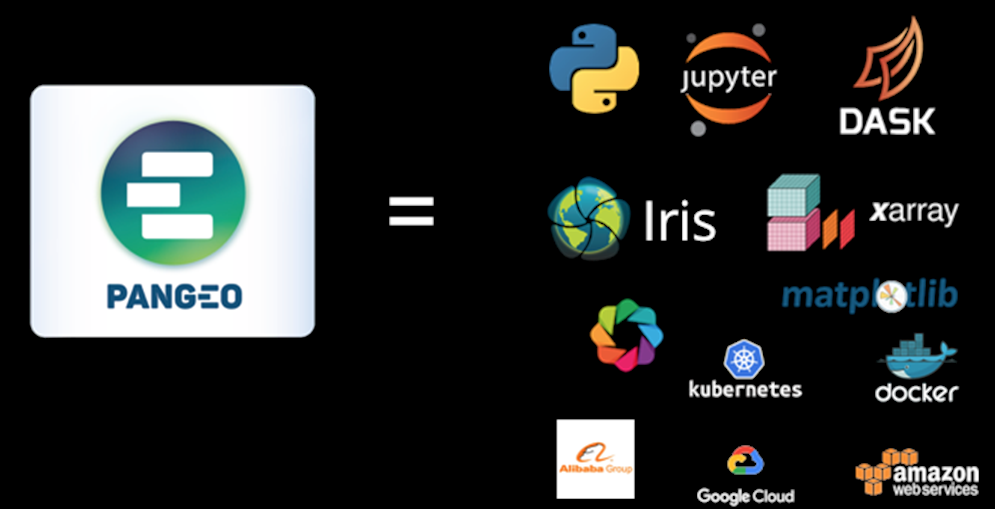 PANGEO
=
jupyter
DASK
Iris
xarray
matplotlib
kubernetes
docker
Alibaba Group
Google Cloud
amazon
web services